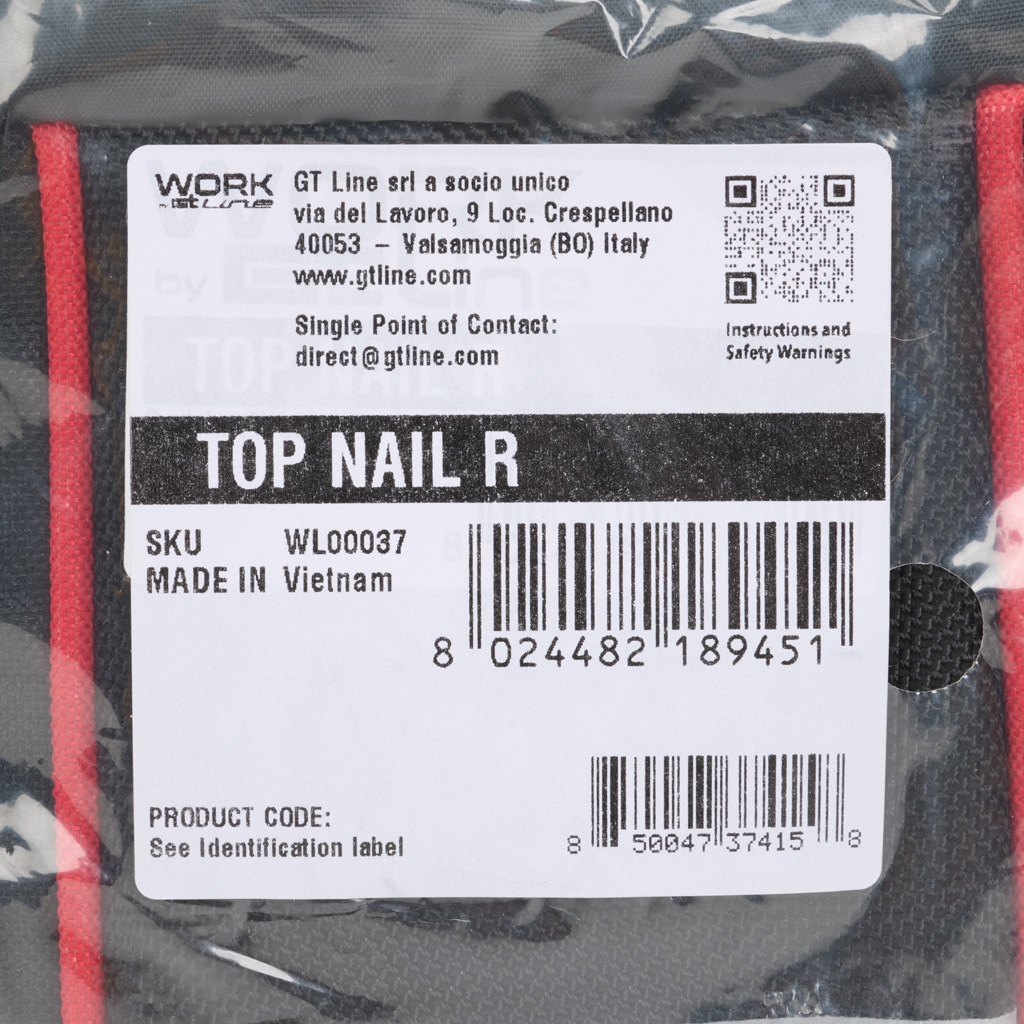 WORK
GT Line
GT Line srl a socio unico
via del Lavoro, 9 Loc. Crespellano
40053 – Valsamoggia (BO) Italy
www.gtline.com
Single Point of Contact:
direct@gtline.com
Instructions and
Safety Warnings
TOP NAIL R
SKU WL00037
MADE IN Vietnam
8 024482 189451
PRODUCT CODE:
See Identification label
8 50047 37415 8